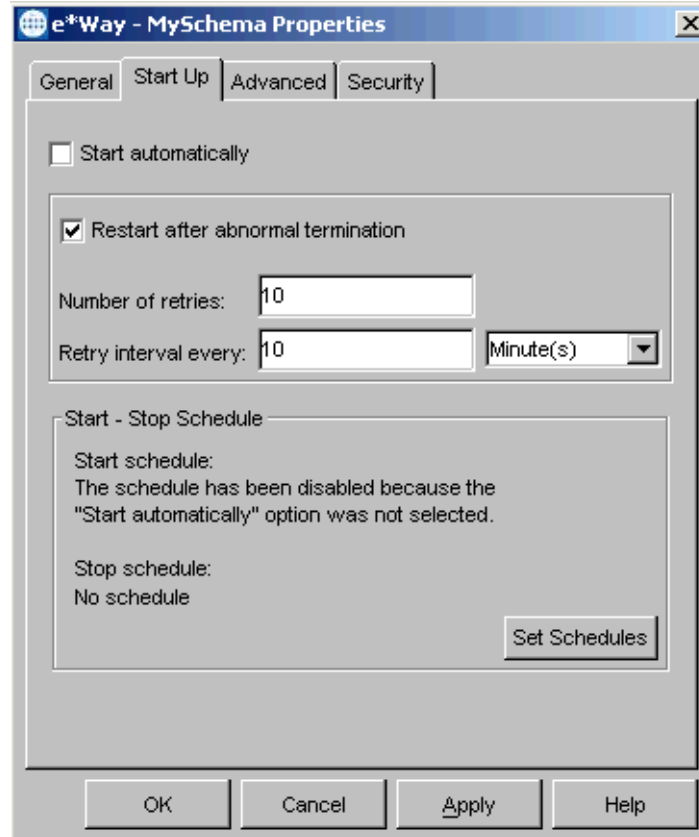 e*Way - MySchema Properties
General Start Up Advanced Security
Start automatically
Restart after abnormal termination
Number of retries: 10
Retry interval every: 10 Minute(s)
Start - Stop Schedule
Start schedule:
The schedule has been disabled because the
"Start automatically" option was not selected.
Stop schedule:
No schedule
Set Schedules
OK Cancel Apply Help